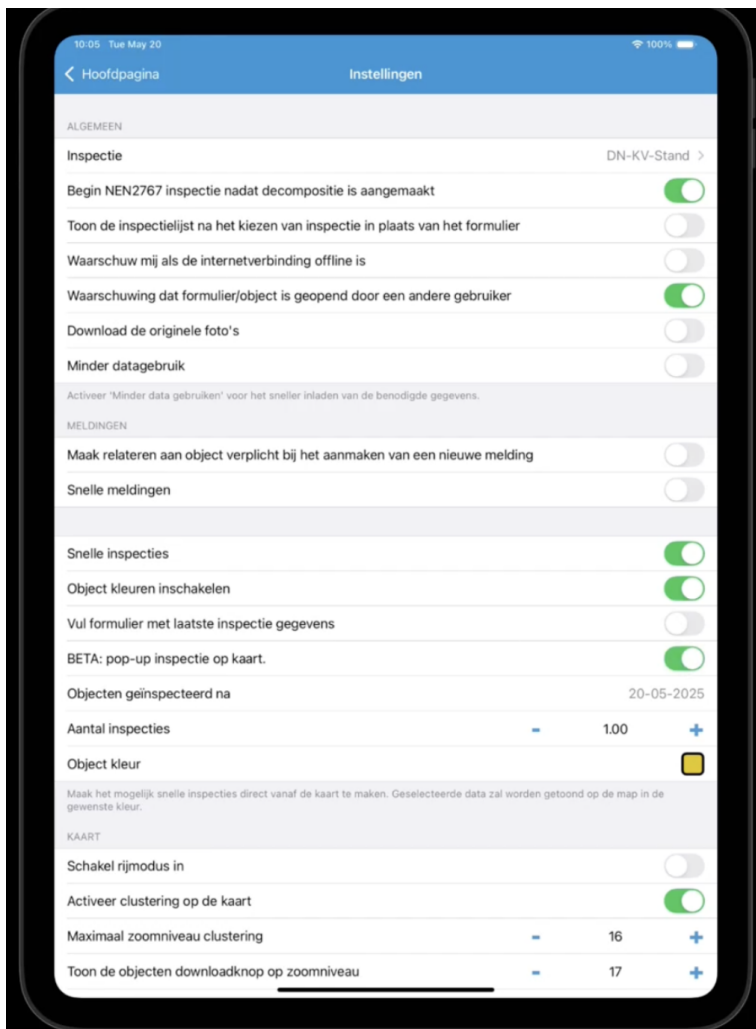 10:05 Tue May 20 100%
Hoofdpagina Instellingen
ALGEMEEN
Inspectie DN-KV-Stand
Begin NEN2767 inspectie nadat decompositie is aangemaakt
Toon de inspectielijst na het kiezen van inspectie in plaats van het formulier
Waarschuw mij als de internetverbinding offline is
Waarschuwing dat formulier/object is geopend door een andere gebruiker
Download de originele foto's
Minder datagebruik
Activeer 'Minder data gebruiken' voor het sneller inladen van de benodigde gegevens.
MELDINGEN
Maak relateren aan object verplicht bij het aanmaken van een nieuwe melding
Snelle meldingen
Snelle inspecties
Object kleuren inschakelen
Vul formulier met laatste inspectie gegevens
BETA: pop-up inspectie op kaart.
Objecten geïnspecteerd na 20-05-2025
Aantal inspecties - 1.00 +
Object kleur
Maak het mogelijk snelle inspecties direct vanaf de kaart te maken. Geselecteerde data zal worden getoond op de map in de
gewenste kleur.
KAART
Schakel rijmodus in
Activeer clustering op de kaart
Maximaal zoomniveau clustering - 16 +
Toon de objecten downloadknop op zoomniveau - 17 +